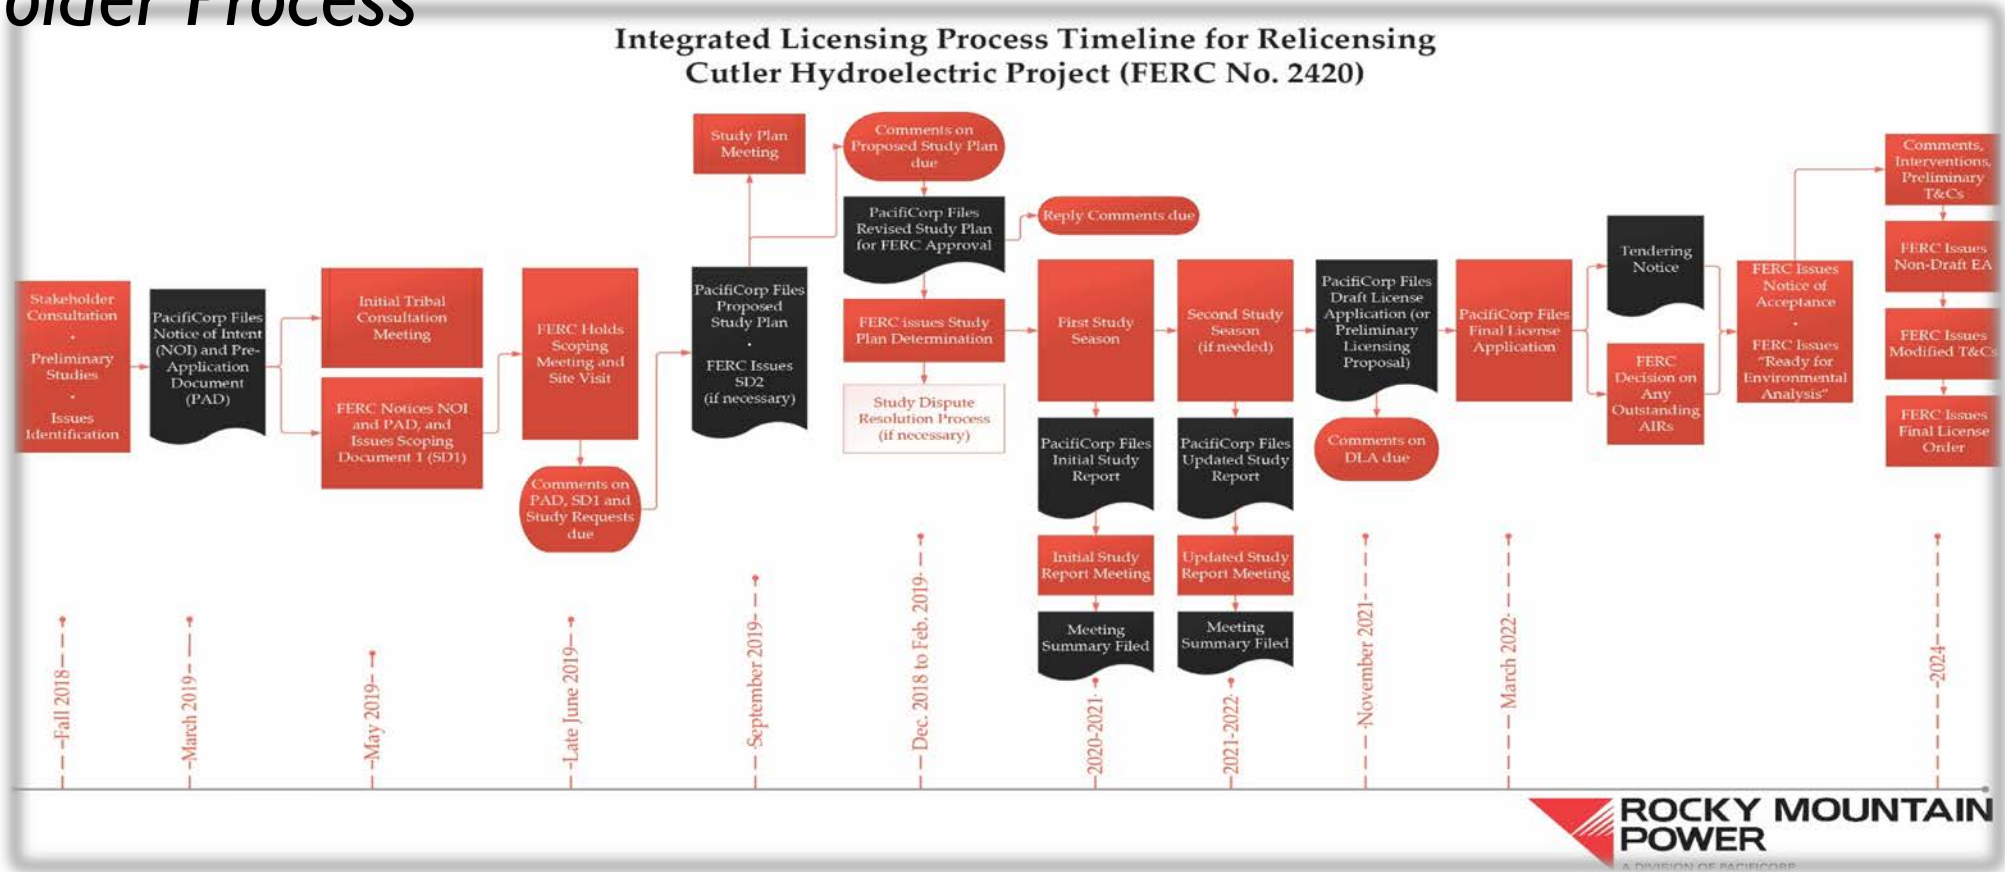 older Process
Integrated Licensing Process Timeline for Relicensing
Cutler Hydroelectric Project (FERC No. 2420)
Stakeholder
Consultation
.
Preliminary
Studies
.
Issues
Identification
PacifiCorp Files
Notice of Intent
(NOI) and Pre-
Application
Document
(PAD)
Initial Tribal
Consultation
Meeting
FERC Notices NOI
and PAD, and
Issues Scoping
Document 1 (SD1)
FERC Holds
Scoping
Meeting and
Site Visit
Comments on
PAD, SD1 and
Study Requests
due
Study Plan
Meeting
PacifiCorp Files
Proposed
Study Plan
.
FERC Issues
SD2
(if necessary)
Comments on
Proposed Study Plan
due
PacifiCorp Files
Revised Study Plan
for FERC Approval
Reply Comments due
FERC issues Study
Plan Determination
Study Dispute
Resolution Process
(if necessary)
First Study
Season
PacifiCorp Files
Initial Study
Report
Initial Study
Report Meeting
Meeting
Summary Filed
Second Study
Season
(if needed)
PacifiCorp Files
Updated Study
Report
Updated Study
Report Meeting
Meeting
Summary Filed
PacifiCorp Files
Draft License
Application (or
Preliminary
Licensing
Proposal)
Comments on
DLA due
PacifiCorp Files
Final License
Application
Tendering
Notice
FERC
Decision on
Any
Outstanding
AIRs
FERC Issues
Notice of
Acceptance
.
FERC Issues
"Ready for
Environmental
Analysis"
Comments,
Interventions,
Preliminary
T&Cs
FERC Issues
Non-Draft EA
FERC Issues
Modified T&Cs
FERC Issues
Final License
Order
Fall 2018
March 2019
May 2019
Late June 2019
September 2019
Dec. 2018 to Feb. 2019
2020-2021
2021-2022
November 2021
March 2022
2024
ROCKY MOUNTAIN
POWER
A DIVISION OF PACIFICORP